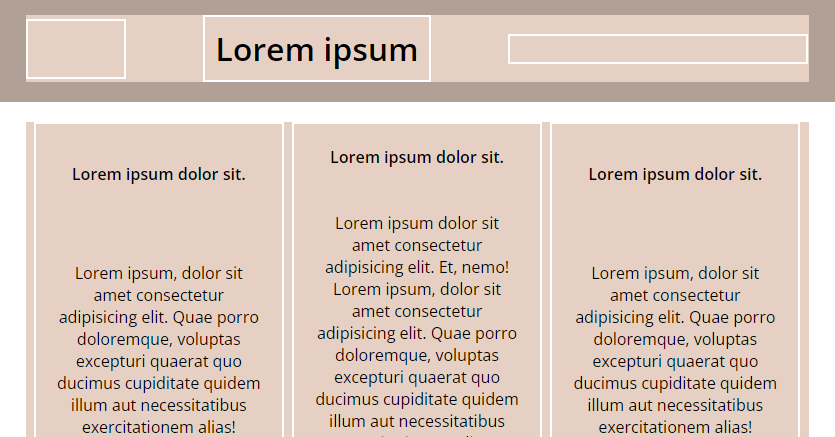 Lorem ipsum
Lorem ipsum dolor sit.
Lorem ipsum, dolor sit
amet consectetur
adipisicing elit. Quae porro
doloremque, voluptas
excepturi quaerat quo
ducimus cupiditate quidem
illum aut necessitatibus
exercitationem alias!
Lorem ipsum dolor sit.
Lorem ipsum dolor sit
amet consectetur
adipisicing elit. Et, nemo!
Lorem ipsum, dolor sit
amet consectetur
adipisicing elit. Quae porro
doloremque, voluptas
excepturi quaerat quo
ducimus cupiditate quidem
illum aut necessitatibus
Lorem ipsum dolor sit.
Lorem ipsum, dolor sit
amet consectetur
adipisicing elit. Quae porro
doloremque, voluptas
excepturi quaerat quo
ducimus cupiditate quidem
illum aut necessitatibus
exercitationem alias!